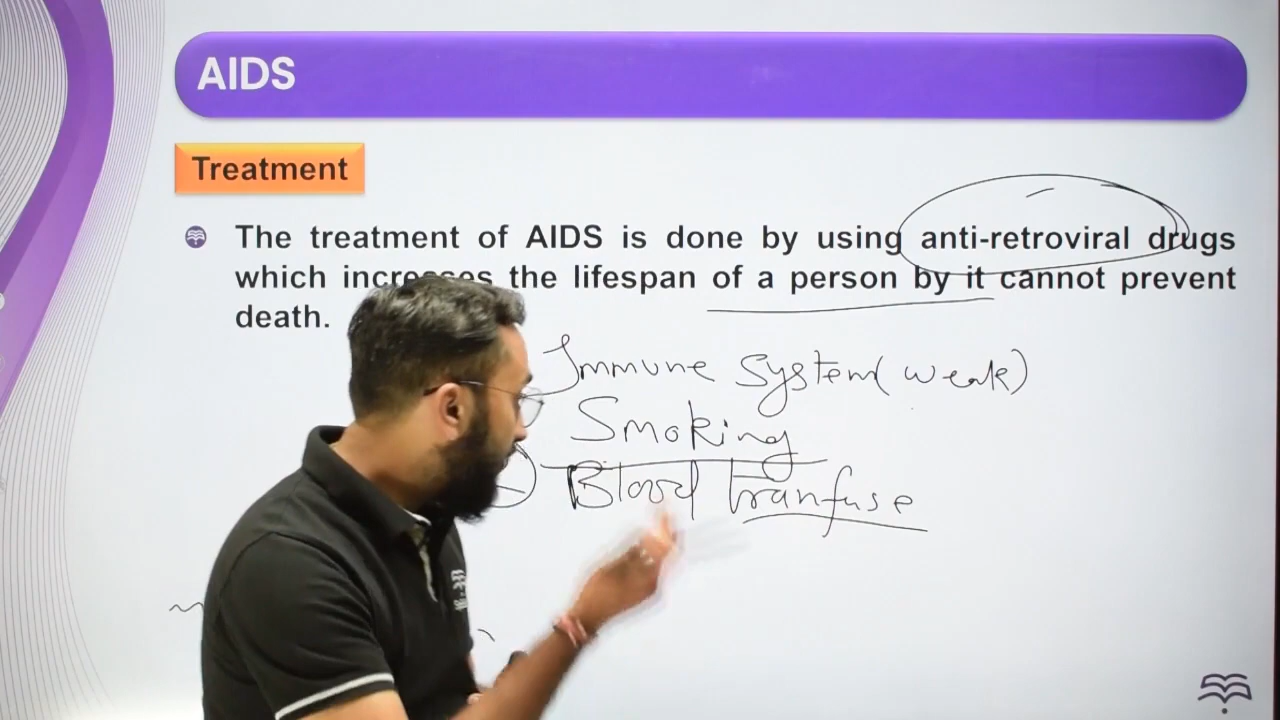 AIDS
Treatment
The treatment of AIDS is done by using anti-retroviral drugs
which increases the lifespan of a person by it cannot prevent
death.
Immune System (weak)
Smoking
Blood tranfuse